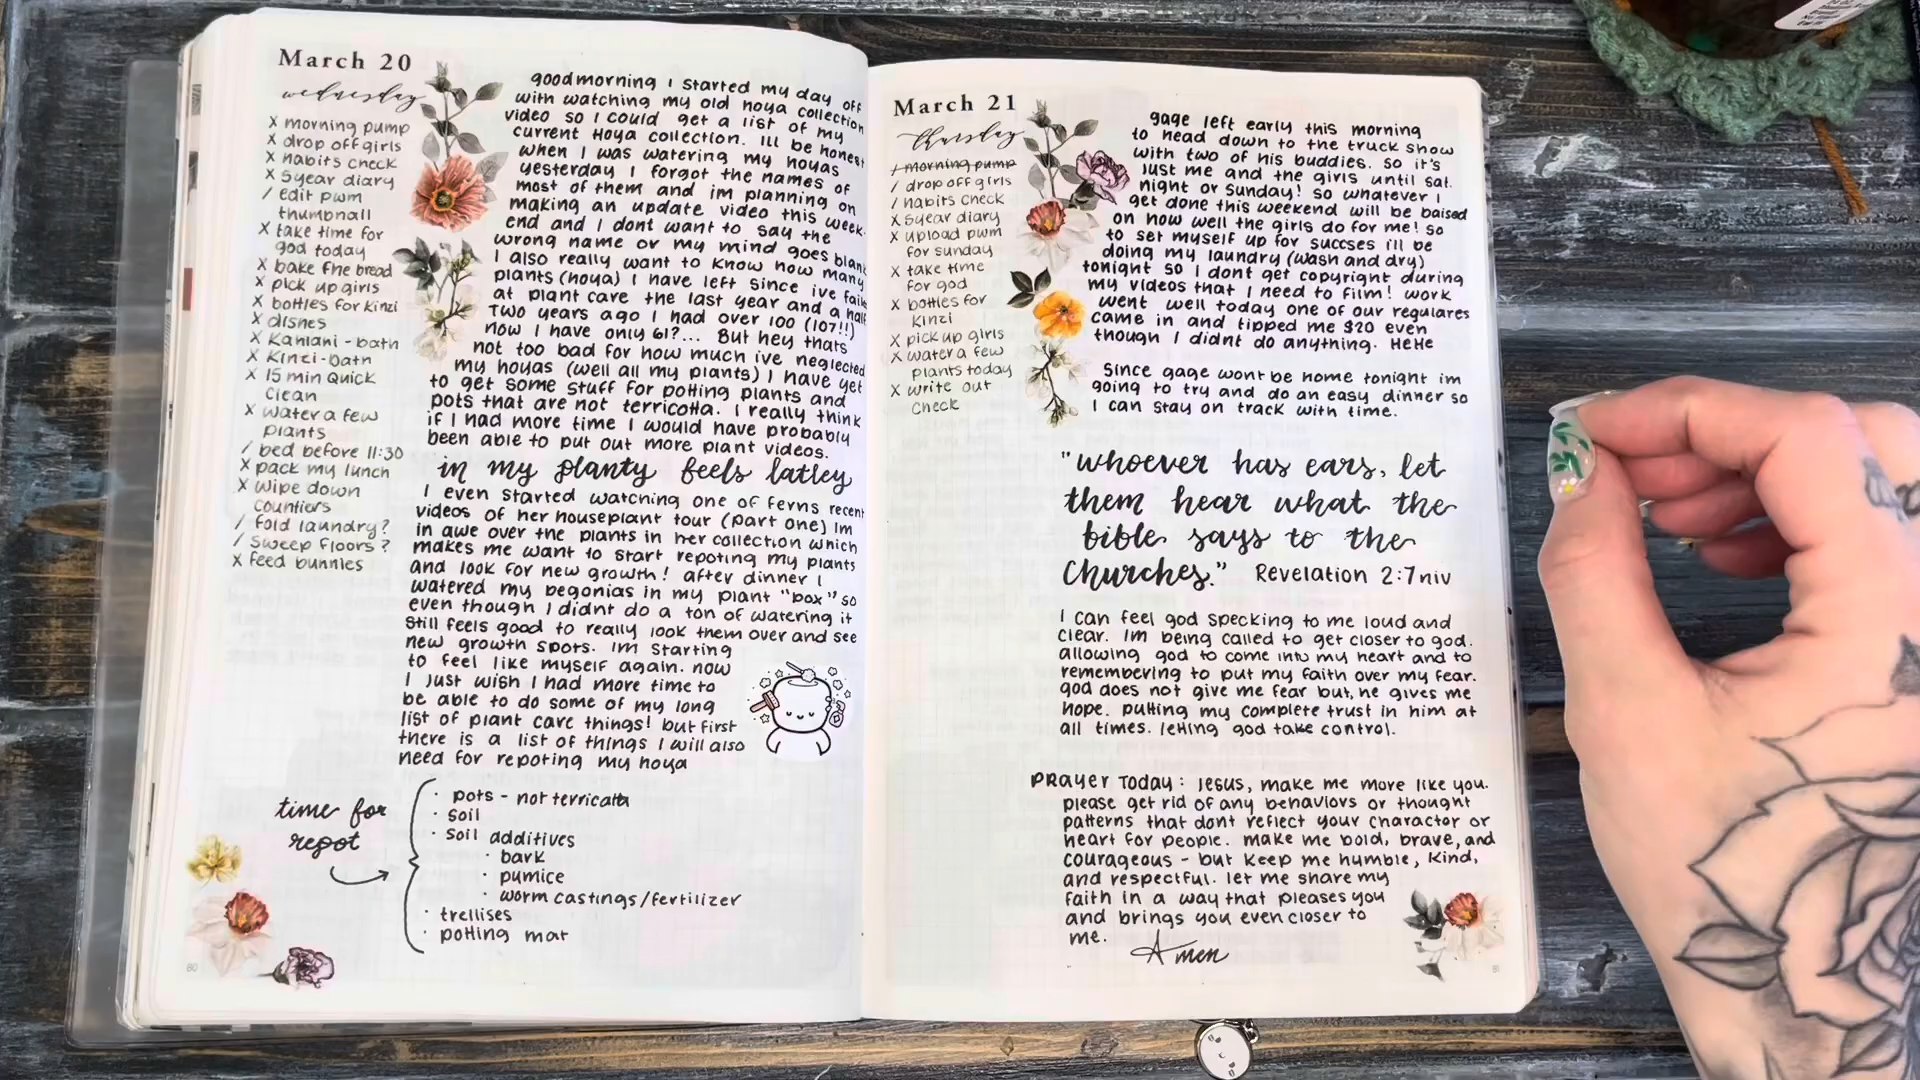 March 20
wednesday
x morning pump
x drop off girls
x habits check
x 5year diary
/ edit pwm
thumbnail
x take time for
god today
x bake the bread
x pick up girls
x bottles for kinzi
x dishes
x Kamani - bath
x Kinzi - bath
x 15 min quick
clean
x water a few
plants
/ bed before 11:30
x pack my lunch
x wipe down
countiers
/ fold laundry?
/ sweep floors?
x feed bunnies
goodmorning I started my day off
with watching my old hoya collection
video so I could get a list of my
current Hoya collection. Ill be honest
when I was watering my hoyas
yesterday I forgot the names of
most of them and im planning on
making an update video this week-
end and I dont want to say the
wrong name or my mind goes blank
I also really want to know how many
plants (hoya) I have left since ive faile
at plant care the last year and a half
Two years ago I had over 100 (107!!)
now I have only 61?... But hey thats
not too bad for how much ive neglected
my hoyas (well all my plants) I have yet
to get some stuff for potting plants and
pots that are not terricotta. I really think
if I had more time I would have probably
been able to put out more plant videos.
in my planty feels latley
I even started watching one of ferns recent
videos of her houseplant tour (part one) Im
in awe over the plants in her collection which
makes me want to start repoting my plants
and look for new growth! after dinner I
watered my begonias in my plant "box" so
even though I didnt do a ton of watering it
still feels good to really look them over and see
new growth spots. Im starting
to feel like myself again. now
I just wish I had more time to
be able to do some of my long
list of plant care things! but first
there is a list of things I will also
need for repoting my hoya
time for
repot
· pots - not terricatta
· soil
· soil additives
· bark
· pumice
· worm castings/fertilizer
· trellises
· potting mat
80
March 21
thursday
/ morning pump
/ drop off girls
/ habits check
x 5year diary
x upload pwm
for sunday
x take time
for god
x bottles for
kinzi
x pick up girls
x water a few
plants today
x write out
check
gage left early this morning
to head down to the truck show
with two of his buddies. so it's
just me and the girls until sat.
night or Sunday! so whatever I
get done this weekend will be baised
on how well the girls do for me! so
to set myself up for succses i'll be
doing my laundry (wash and dry)
tonight so I dont get copyright during
my videos that I need to film! work
went well today one of our regulares
came in and tipped me $20 even
though I didnt do anything. HeHe
Since gage wont be home tonight im
going to try and do an easy dinner so
I can stay on track with time.
"whoever has ears, let
them hear what the
bible says to the
churches." Revelation 2:7niv
I can feel god specking to me loud and
clear. Im being called to get closer to god.
allowing god to come into my heart and to
remembering to put my faith over my fear.
god does not give me fear but, he gives me
hope. putting my complete trust in him at
all times. letting god take control.
PRAYER Today: Jesus, make me more like you.
please get rid of any behaviors or thought
patterns that dont reflect your character or
heart for people. make me bold, brave, and
courageous - but keep me humble, kind,
and respectful. let me share my
faith in a way that pleases you
and brings you even closer to
me.
Amen
81